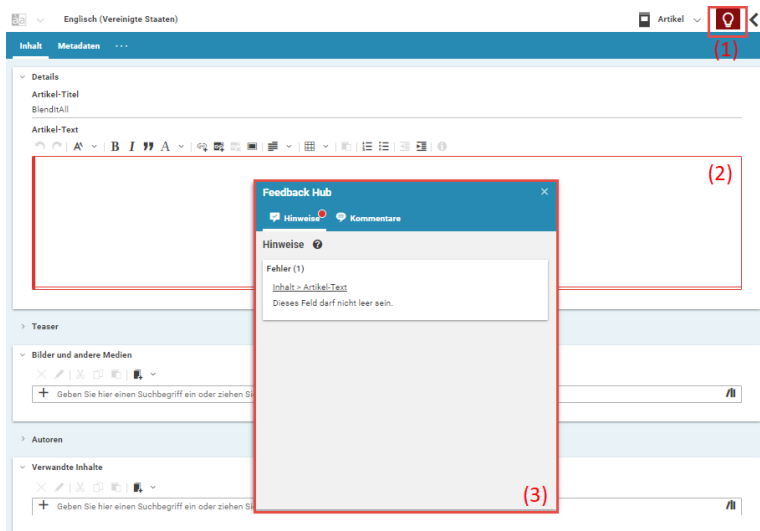 Englisch (Vereinigte Staaten)
Artikel
(1)
Inhalt Metadaten ...
Details
Artikel-Titel
BlendItAll
Artikel-Text
(2)
Feedback Hub
Hinweise Kommentare
Hinweise
Fehler (1)
Inhalt > Artikel-Text
Dieses Feld darf nicht leer sein.
Teaser
Bilder und andere Medien
Geben Sie hier einen Suchbegriff ein oder ziehen
Autoren
Verwandte Inhalte
Geben Sie hier einen Suchbegriff ein oder ziehen
(3)